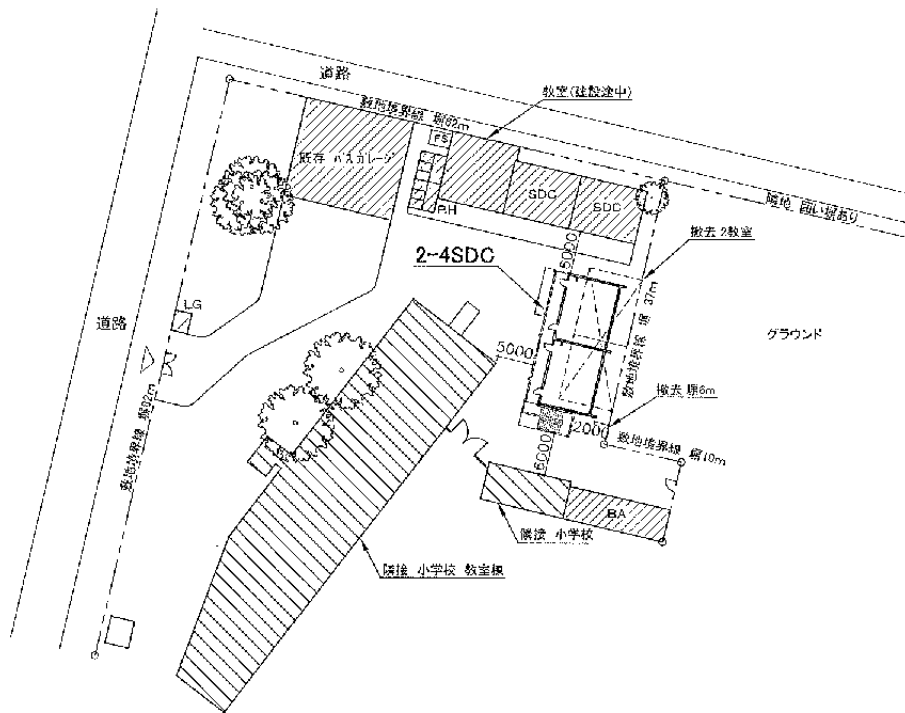 道路
敷地境界線 塀62m
教室(建設途中)
既存 バスガレージ
FS
SDC
SDC
P.H
隣地 囲い塀あり
撤去 2教室
2-4SDC
6000
敷地境界線 塀 37m
グラウンド
LG
道路
5000
撤去 塀6m
2000
敷地境界線 塀10m
6000
BA
隣接 小学校
隣接 小学校 教室棟